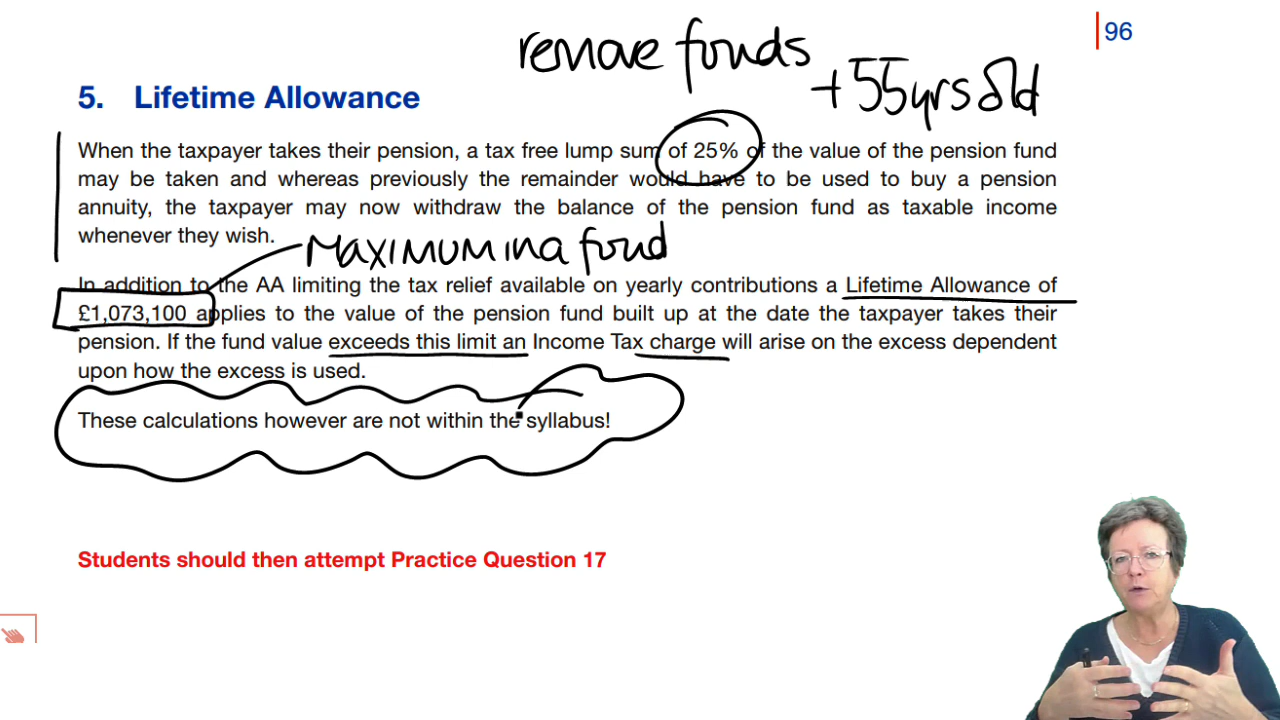 96
remove funds
+55yrs old
5. Lifetime Allowance
When the taxpayer takes their pension, a tax free lump sum of 25% of the value of the pension fund
may be taken and whereas previously the remainder would have to be used to buy a pension
annuity, the taxpayer may now withdraw the balance of the pension fund as taxable income
whenever they wish.
MAXIMUM IN a fund
In addition to the AA limiting the tax relief available on yearly contributions a Lifetime Allowance of
£1,073,100 applies to the value of the pension fund built up at the date the taxpayer takes their
pension. If the fund value exceeds this limit an Income Tax charge will arise on the excess dependent
upon how the excess is used.
These calculations however are not within the syllabus!
Students should then attempt Practice Question 17